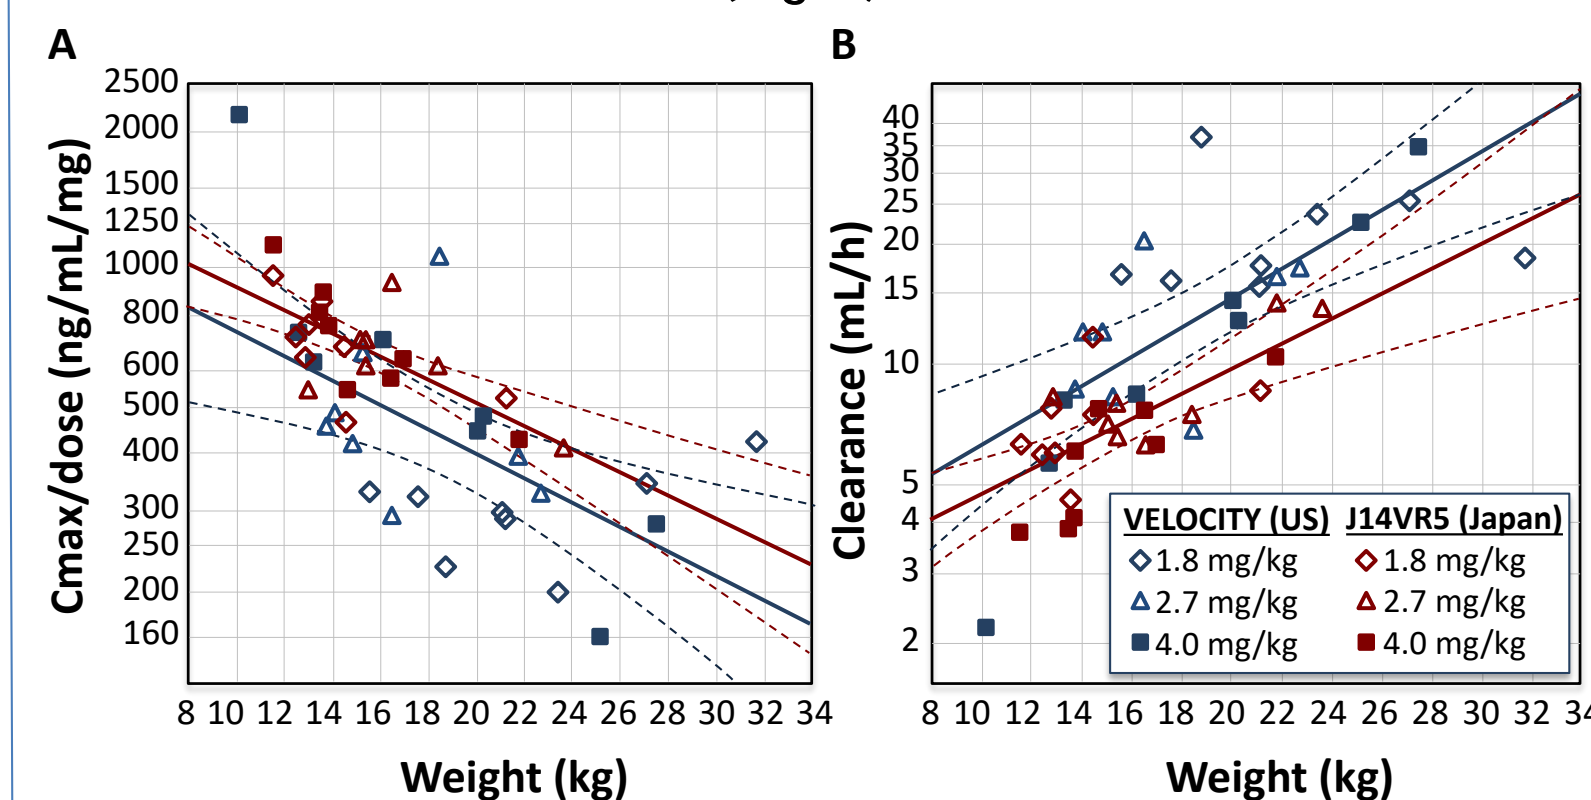 A
Cmax/dose (ng/mL/mg)
2500
2000
1500
1250
1000
800
600
500
400
300
250
200
160
8 10 12 14 16 18 20 22 24 26 28 30 32 34
Weight (kg)
B
Clearance (mL/h)
40
35
30
25
20
15
10
5
4
3
2
VELOCITY (US) J14VR5 (Japan)
1.8 mg/kg 1.8 mg/kg
2.7 mg/kg 2.7 mg/kg
4.0 mg/kg 4.0 mg/kg
8 10 12 14 16 18 20 22 24 26 28 30 32 34
Weight (kg)